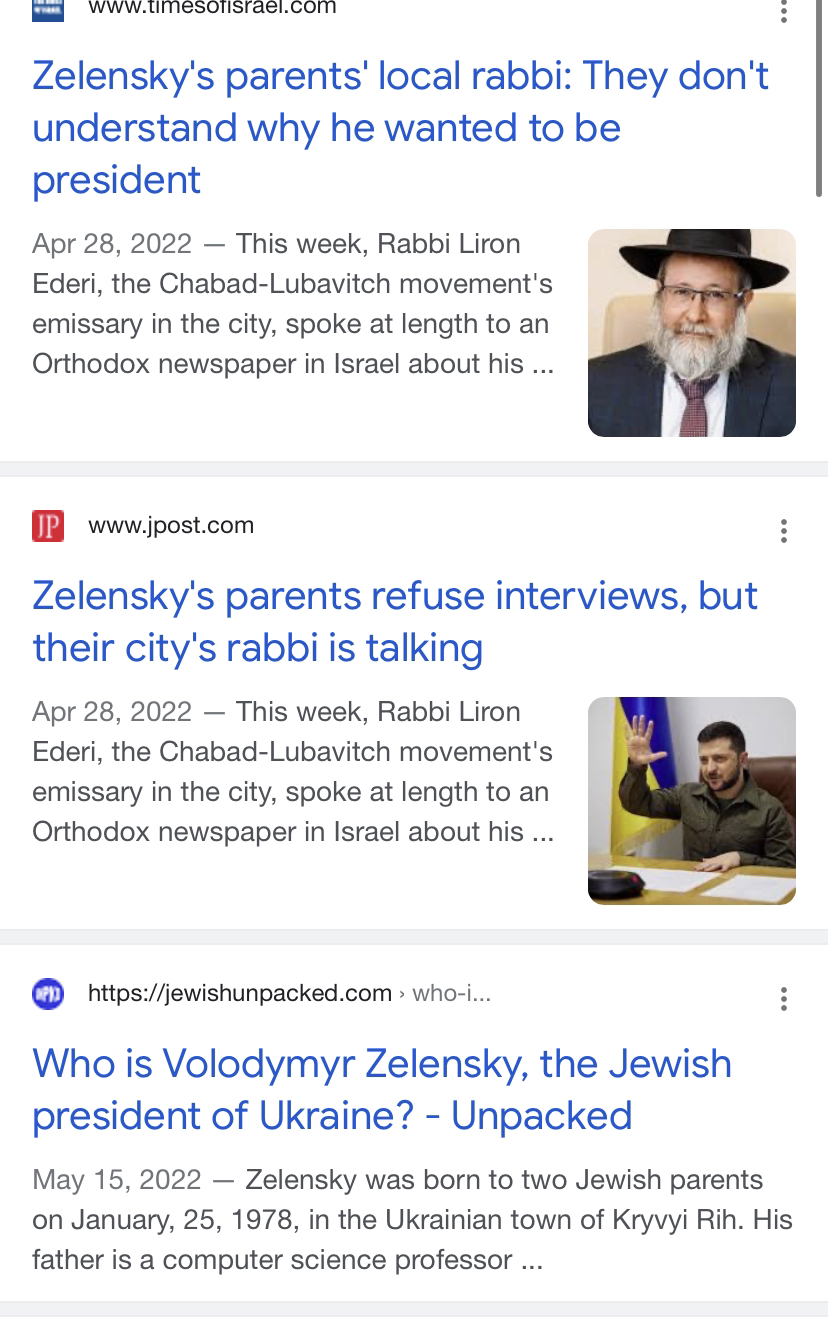 www.timesofisrael.com
Zelensky's parents' local rabbi: They don't
understand why he wanted to be
president
Apr 28, 2022 — This week, Rabbi Liron
Ederi, the Chabad-Lubavitch movement's
emissary in the city, spoke at length to an
Orthodox newspaper in Israel about his ...
JP
www.jpost.com
Zelensky's parents refuse interviews, but
their city's rabbi is talking
Apr 28, 2022 — This week, Rabbi Liron
Ederi, the Chabad-Lubavitch movement's
emissary in the city, spoke at length to an
Orthodox newspaper in Israel about his ...
https://jewishunpacked.com › who-i...
Who is Volodymyr Zelensky, the Jewish
president of Ukraine? - Unpacked
May 15, 2022 — Zelensky was born to two Jewish parents
on January, 25, 1978, in the Ukrainian town of Kryvyi Rih. His
father is a computer science professor ...